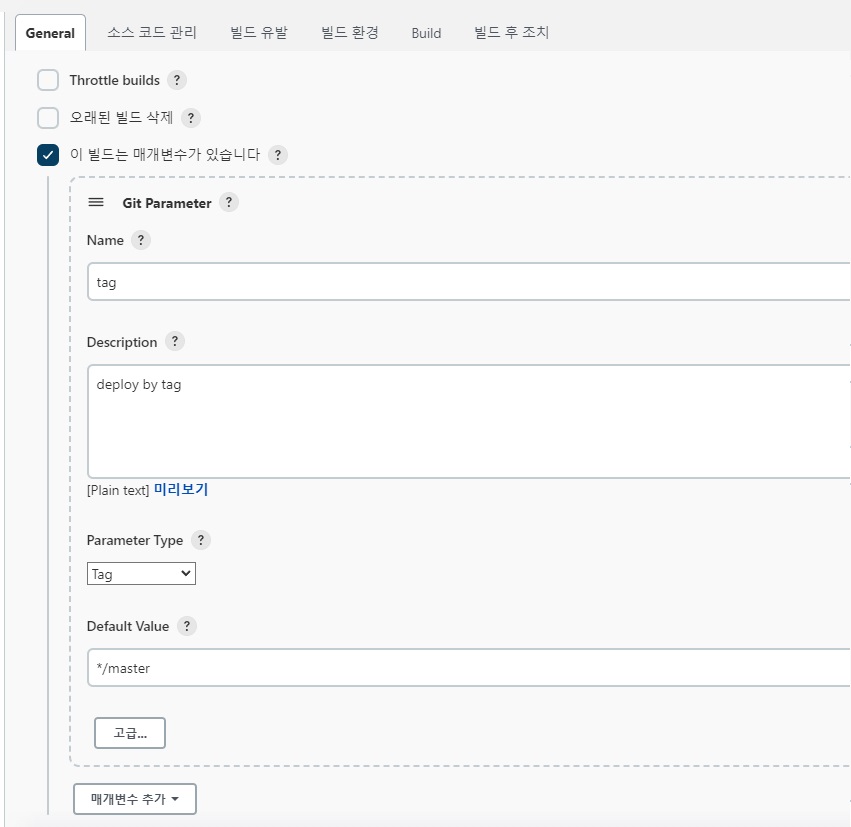 General 소스 코드 관리 빌드 유발 빌드 환경 Build 빌드 후 조치
Throttle builds ?
오래된 빌드 삭제 ?
이 빌드는 매개변수가 있습니다 ?
Git Parameter ?
Name ?
tag
Description ?
deploy by tag
[Plain text] 미리보기
Parameter Type ?
Tag
Default Value ?
*/master
고급...
매개변수 추가